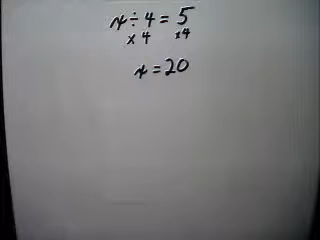 x ÷ 4 = 5
x 4 x4
x = 20